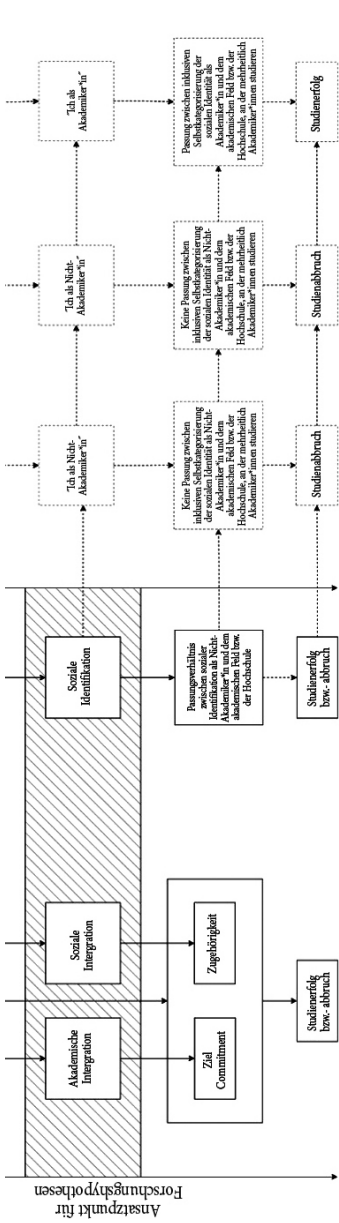 Ansatzpunkt für
Forschungshypothesen
Akademische
Intergration
Soziale
Intergration
Soziale
Identifikation
"Ich als Nicht-
Akademiker*in"
"Ich als Nicht-
Akademiker*in"
"Ich als
Akademiker*in"
Ziel
Commitment
Zugehörigkeit
Passungsverhältnis
zwischen sozialer
Identifikation als Nicht-
Akademiker*in und dem
akademischen Feld bzw.
der Hochschule
Keine Passung zwischen
inklusiven Selbstkategorisierung
der sozialen Identität als Nicht-
Akademiker*in und dem
akademischen Feld bzw. der
Hochschule, an der mehrheitlich
Akademiker*innen studieren
Keine Passung zwischen
inklusiven Selbstkategorisierung
der sozialen Identität als Nicht-
Akademiker*in und dem
akademischen Feld bzw. der
Hochschule, an der mehrheitlich
Akademiker*innen studieren
Passung zwischen inklusiven
Selbstkategorisierung der
sozialen Identität als
Akademiker*in und dem
akademischen Feld bzw. der
Hochschule, an der mehrheitlich
Akademiker*innen studieren
Studienerfolg
bzw.- abbruch
Studienerfolg
bzw.- abbruch
Studienabbruch
Studienabbruch
Studienerfolg